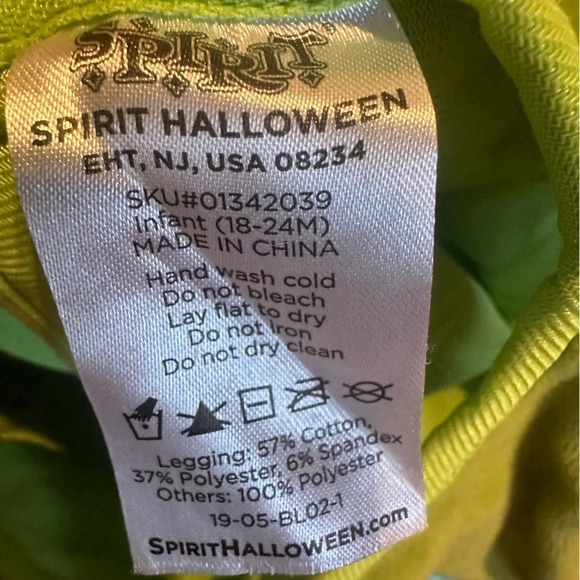 SPIRIT
SPIRIT HALLOWEEN
EHT, NJ, USA 08234
SKU#01342039
Infant (18-24M)
MADE IN CHINA
Hand wash cold
Do not bleach
Lay flat to dry
Do not Iron
Do not dry clean
Legging: 57% Cotton,
37% Polyester, 6% Spandex
Others: 100% Polyester
19-05-BL02-1
SPIRITHALLOWEEN.com